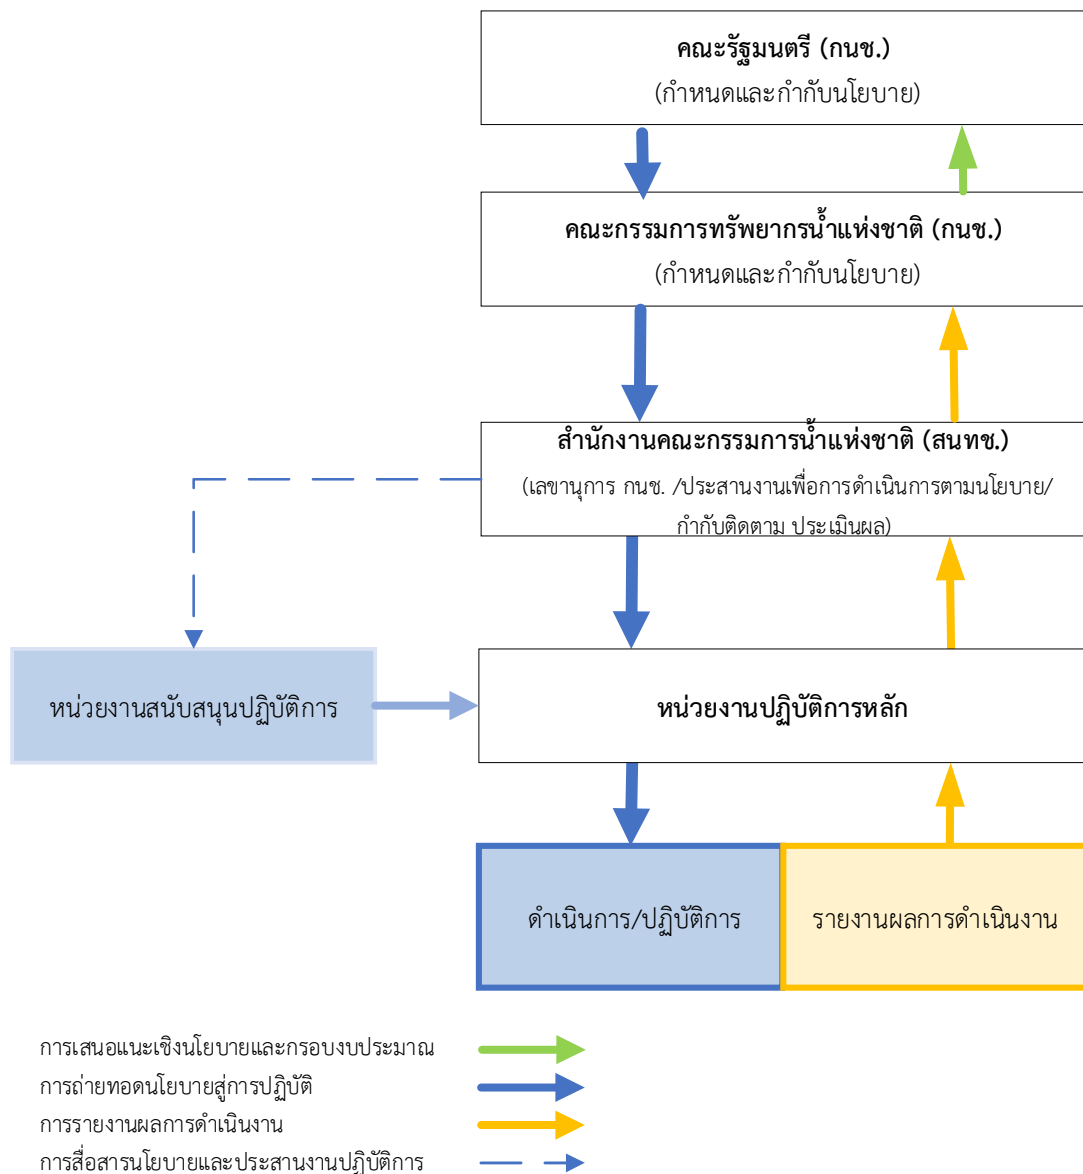 คณะรัฐมนตรี (กนช.)
(กำหนดและกำกับนโยบาย)
คณะกรรมการทรัพยากรน้ำแห่งชาติ (กนช.)
(กำหนดและกำกับนโยบาย)
สำนักงานคณะกรรมการน้ำแห่งชาติ (สนทช.)
(เลขานุการ กนช. /ประสานงานเพื่อการดำเนินการตามนโยบาย/
กำกับติดตาม ประเมินผล)
หน่วยงานสนับสนุนปฏิบัติการ
หน่วยงานปฏิบัติการหลัก
ดำเนินการ/ปฏิบัติการ
รายงานผลการดำเนินงาน
การเสนอแนะเชิงนโยบายและกรอบงบประมาณ
การถ่ายทอดนโยบายสู่การปฏิบัติ
การรายงานผลการดำเนินงาน
การสื่อสารนโยบายและประสานงานปฏิบัติการ